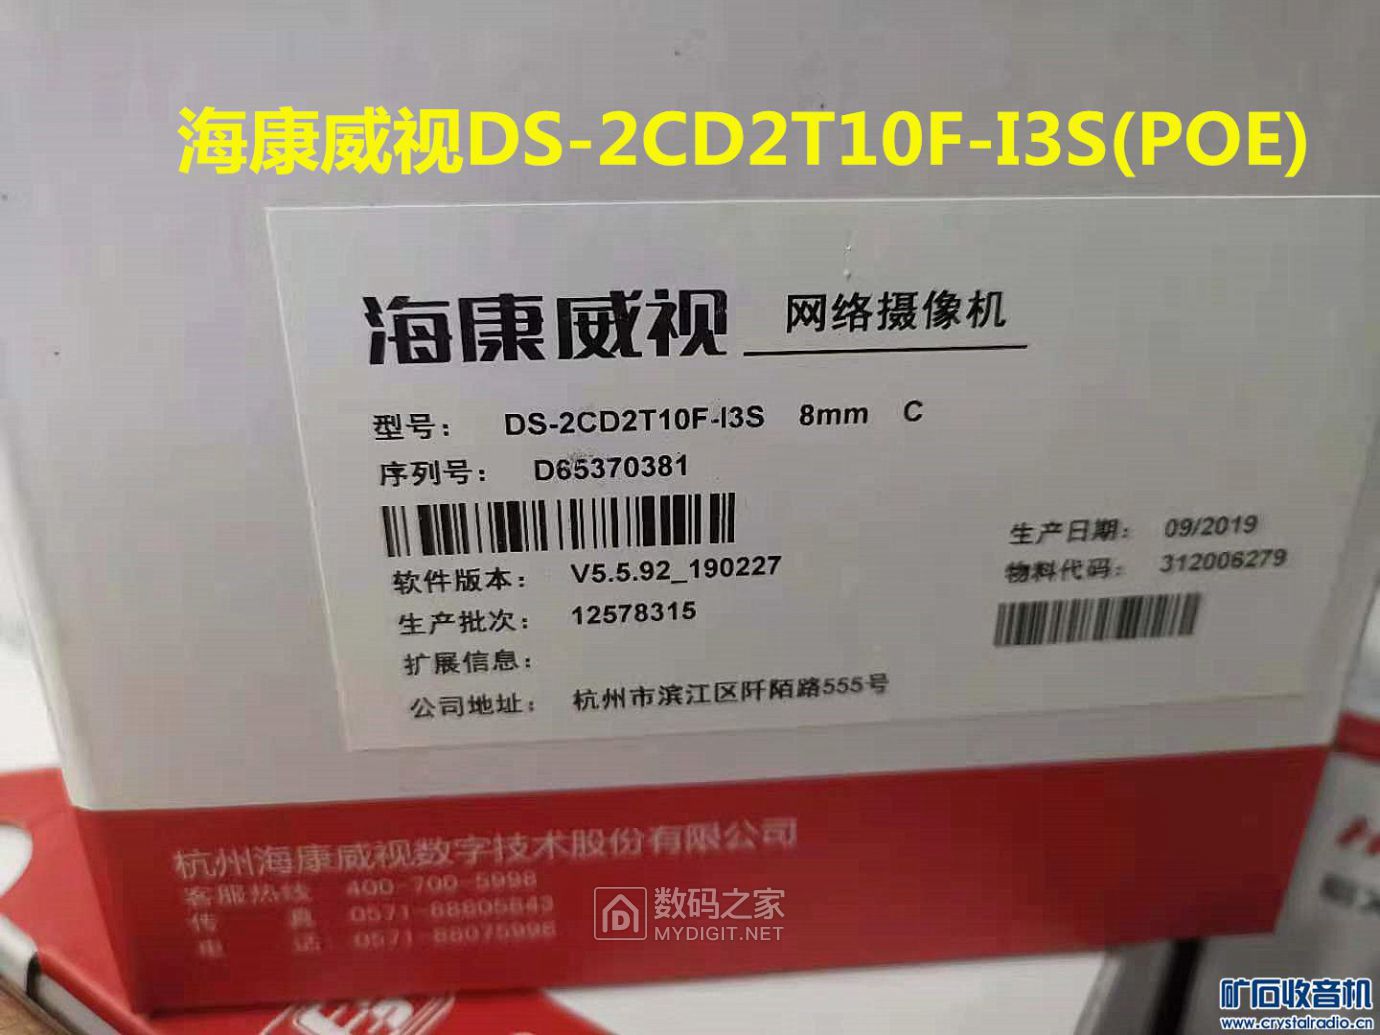 海康威视DS-2CD2T10F-I3S(POE)
海康威视 网络摄像机
型号： DS-2CD2T10F-I3S 8mm C
序列号： D65370381
生产日期： 09/2019
物料代码： 312006279
软件版本： V5.5.92_190227
生产批次： 12578315
扩展信息：
公司地址： 杭州市滨江区阡陌路555号
杭州海康威视数字技术股份有限公司
客服热线 400-700-5998
传 真 0571-88805843
电 话 0571-88075998
数码之家
MYDIGIT.NET
矿石收音机
www.crystalradio.cn